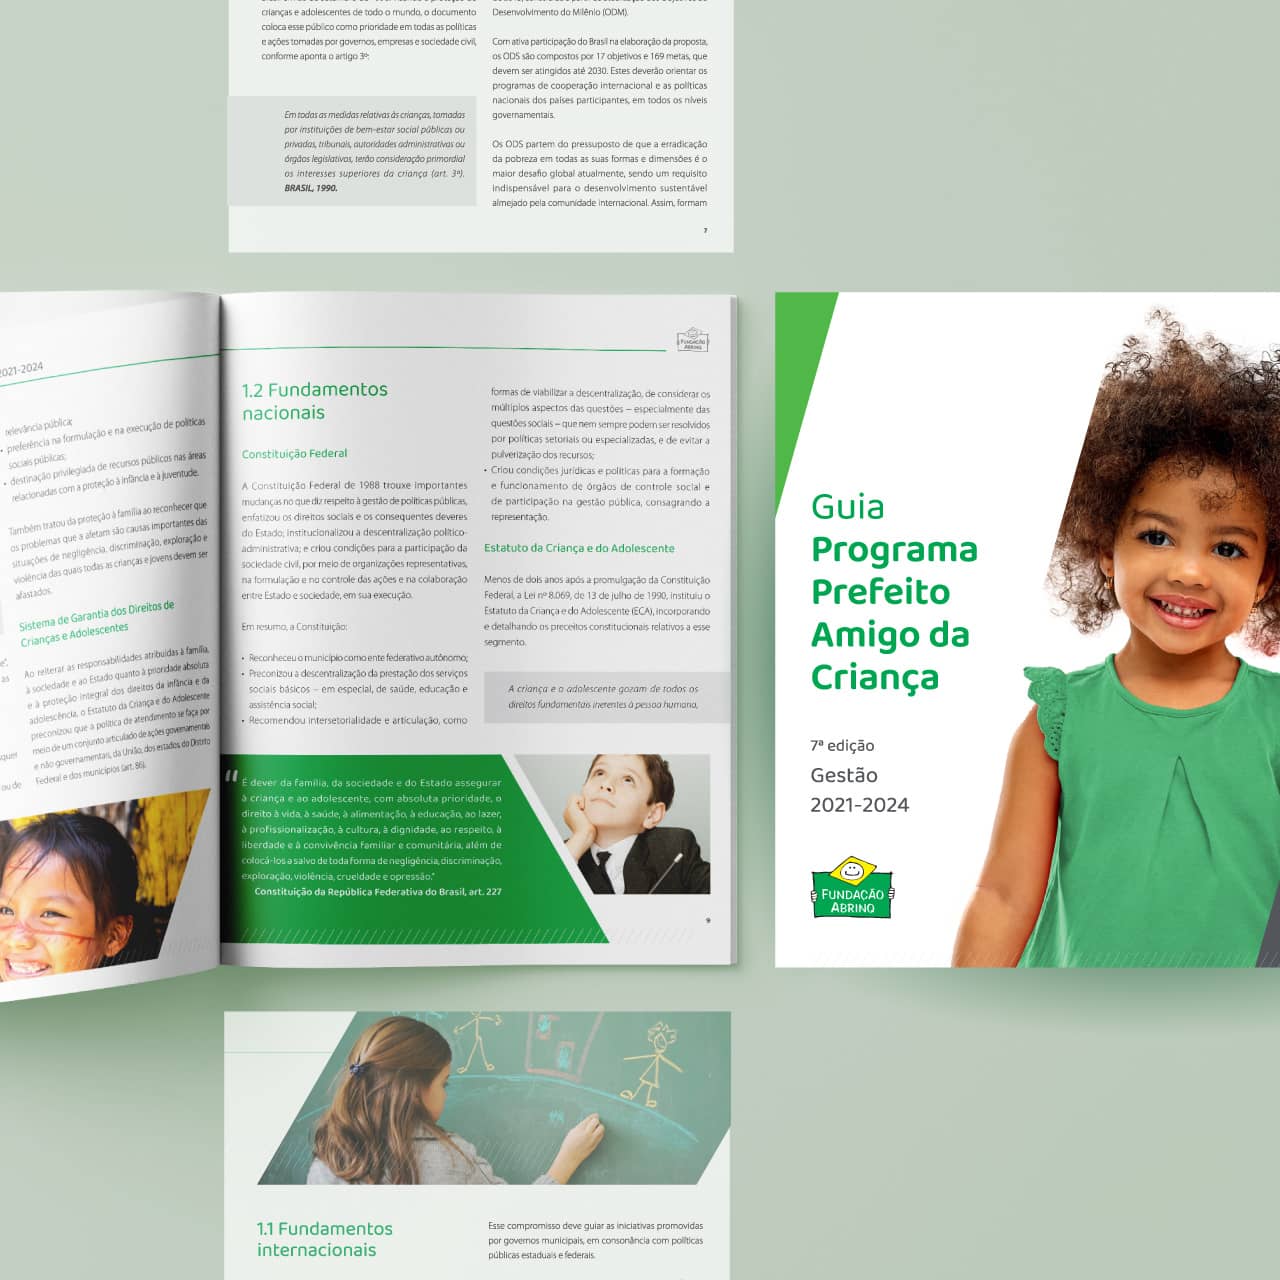 crianças e adolescentes de todo o mundo, o documento
coloca esse público como prioridade em todas as políticas
e ações tomadas por governos, empresas e sociedade civil,
conforme aponta o artigo 3º:
Em todas as medidas relativas às crianças, tomadas
por instituições de bem-estar social públicas ou
privadas, tribunais, autoridades administrativas ou
órgãos legislativos, terão consideração primordial
os interesses superiores da criança (art. 3º).
BRASIL, 1990.
Desenvolvimento do Milênio (ODM).
Com ativa participação do Brasil na elaboração da proposta,
os ODS são compostos por 17 objetivos e 169 metas, que
devem ser atingidos até 2030. Estes deverão orientar os
programas de cooperação internacional e as políticas
nacionais dos países participantes, em todos os níveis
governamentais.
Os ODS partem do pressuposto de que a erradicação
da pobreza em todas as suas formas e dimensões é o
maior desafio global atualmente, sendo um requisito
indispensável para o desenvolvimento sustentável
almejado pela comunidade internacional. Assim, formam
7
2021-2024
relevância pública;
• preferência na formulação e na execução de políticas
sociais públicas;
• destinação privilegiada de recursos públicos nas áreas
relacionadas com a proteção à infância e à juventude.
Também tratou da proteção à família ao reconhecer que
os problemas que a afetam são causas importantes das
situações de negligência, discriminação, exploração e
violência das quais todas as crianças e jovens devem ser
afastados.
Sistema de Garantia dos Direitos de
Crianças e Adolescentes
Ao reiterar as responsabilidades atribuídas à família,
à sociedade e ao Estado quanto à prioridade absoluta
e à proteção integral dos direitos da infância e da
adolescência, o Estatuto da Criança e do Adolescente
preconizou que a política de atendimento se faça por
meio de um conjunto articulado de ações governamentais
e não governamentais, da União, dos estados do Distrito
Federal e dos municípios (art. 86).
as
ou de
FUNDAÇÃO
ABRINQ
1.2 Fundamentos
nacionais
Constituição Federal
A Constituição Federal de 1988 trouxe importantes
mudanças no que diz respeito à gestão de políticas públicas,
enfatizou os direitos sociais e os consequentes deveres
do Estado; institucionalizou a descentralização político-
administrativa; e criou condições para a participação da
sociedade civil, por meio de organizações representativas,
na formulação e no controle das ações e na colaboração
entre Estado e sociedade, em sua execução.
Em resumo, a Constituição:
• Reconheceu o município como ente federativo autônomo;
• Preconizou a descentralização da prestação dos serviços
sociais básicos – em especial, de saúde, educação e
assistência social;
• Recomendou intersetorialidade e articulação, como
formas de viabilizar a descentralização, de considerar os
múltiplos aspectos das questões – especialmente das
questões sociais – que nem sempre podem ser resolvidos
por políticas setoriais ou especializadas, e de evitar a
pulverização dos recursos;
• Criou condições jurídicas e políticas para a formação
e funcionamento de órgãos de controle social e
de participação na gestão pública, consagrando a
representação.
Estatuto da Criança e do Adolescente
Menos de dois anos após a promulgação da Constituição
Federal, a Lei nº 8.069, de 13 de julho de 1990, instituiu o
Estatuto da Criança e do Adolescente (ECA), incorporando
e detalhando os preceitos constitucionais relativos a esse
segmento.
A criança e o adolescente gozam de todos os
direitos fundamentais inerentes à pessoa humana,
“É dever da família, da sociedade e do Estado assegurar
à criança e ao adolescente, com absoluta prioridade, o
direito à vida, à saúde, à alimentação, à educação, ao lazer,
à profissionalização, à cultura, à dignidade, ao respeito, à
liberdade e à convivência familiar e comunitária, além de
colocá-los a salvo de toda forma de negligência, discriminação,
exploração, violência, crueldade e opressão.”
Constituição da República Federativa do Brasil, art. 227
9
Guia
Programa
Prefeito
Amigo da
Criança
7ª edição
Gestão
2021-2024
FUNDAÇÃO
ABRINQ
1.1 Fundamentos
internacionais
Esse compromisso deve guiar as iniciativas promovidas
por governos municipais, em consonância com políticas
públicas estaduais e federais.